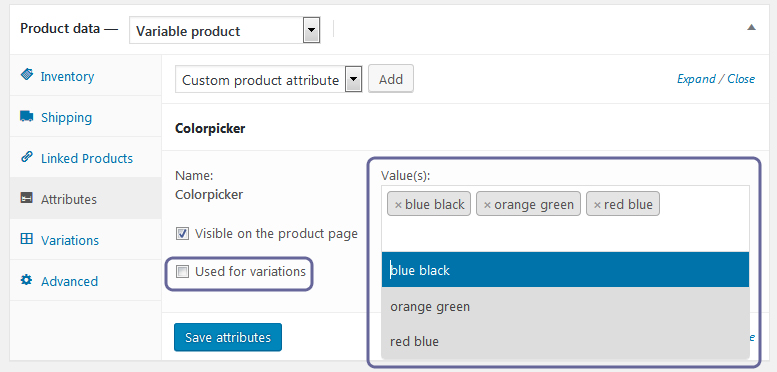 Product data — Variable product
Inventory
Shipping
Linked Products
Attributes
Variations
Advanced
Custom product attribute Add Expand / Close
Colorpicker
Name:
Colorpicker
Visible on the product page
Used for variations
Value(s):
× blue black × orange green × red blue
blue black
orange green
red blue
Save attributes